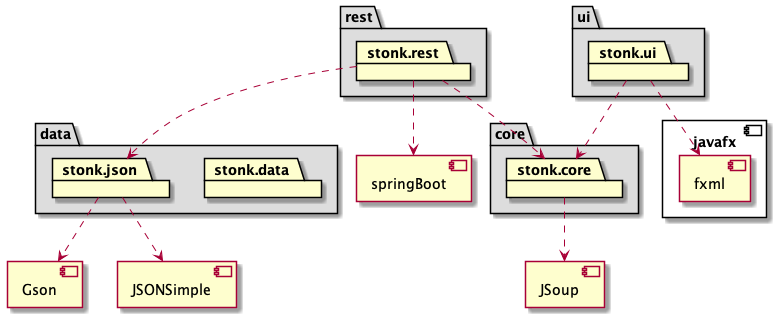 rest
stonk.rest
ui
stonk.ui
data
stonk.json
stonk.data
springBoot
core
stonk.core
javafx
fxml
Gson
JSONSimple
JSoup